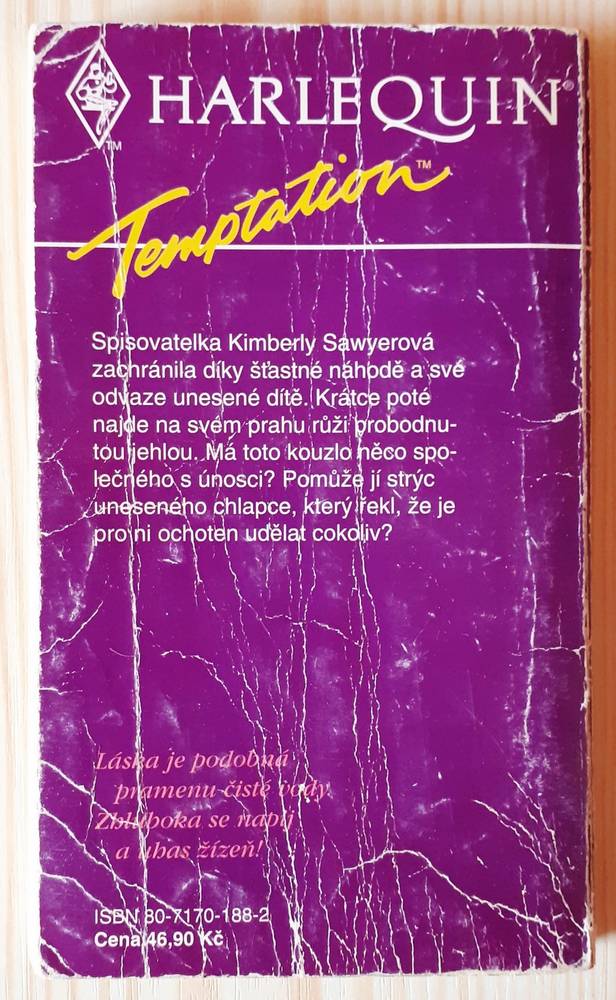 HARLEQUIN®
TM
Temptation™
Spisovatelka Kimberly Sawyerová
zachránila díky šťastné náhodě a své
odvaze unesené dítě. Krátce poté
najde na svém prahu růži probodnu-
tou jehlou. Má toto kouzlo něco spo-
lečného s únosci? Pomůže jí strýc
uneseného chlapce, který řekl, že je
pro ni ochoten udělat cokoliv?
Láska je podobná
pramenu čisté vody
Zhluboka se napij
a uhas žízeň!
ISBN 80-7170-188-2
Cena 46,90 Kč